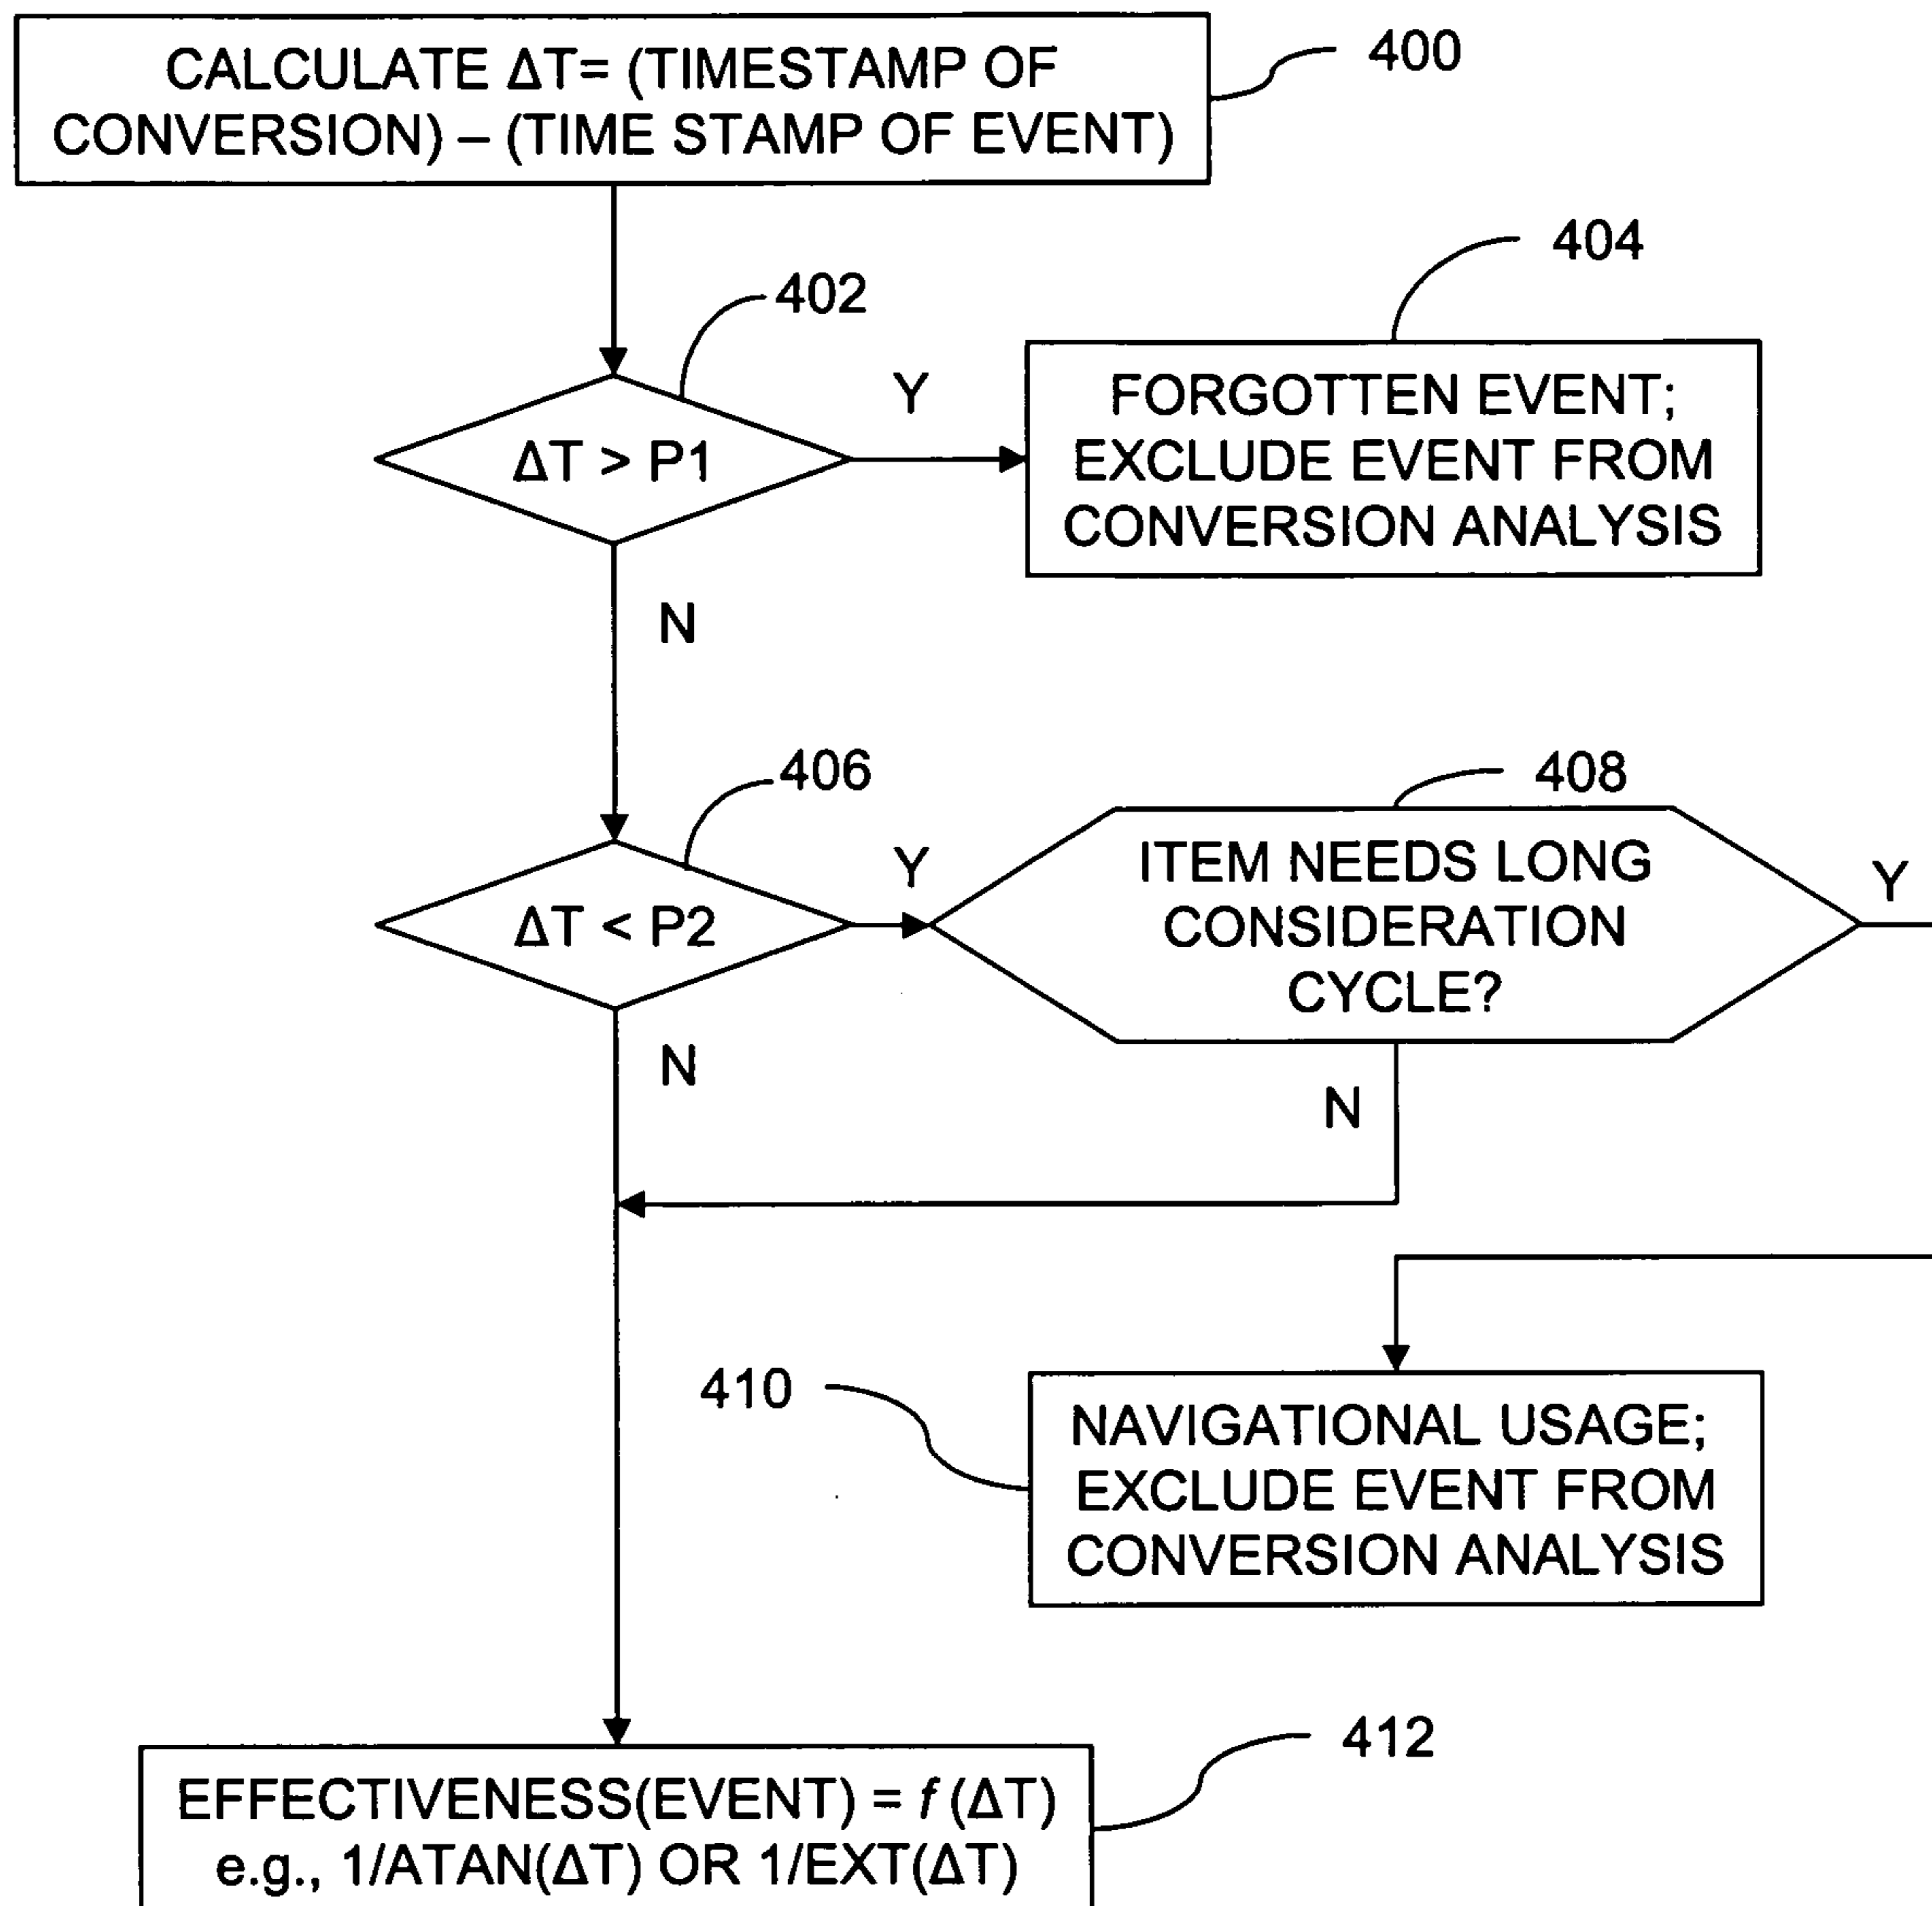 CALCULATE ΔT= (TIMESTAMP OF
CONVERSION) – (TIME STAMP OF EVENT)
400
402
404
ΔT > P1
Y
FORGOTTEN EVENT;
EXCLUDE EVENT FROM
CONVERSION ANALYSIS
N
406
408
ΔT < P2
Y
ITEM NEEDS LONG
CONSIDERATION
CYCLE?
Y
N
N
410
NAVIGATIONAL USAGE;
EXCLUDE EVENT FROM
CONVERSION ANALYSIS
412
EFFECTIVENESS(EVENT) = f (ΔT)
e.g., 1/ATAN(ΔT) OR 1/EXT(ΔT)